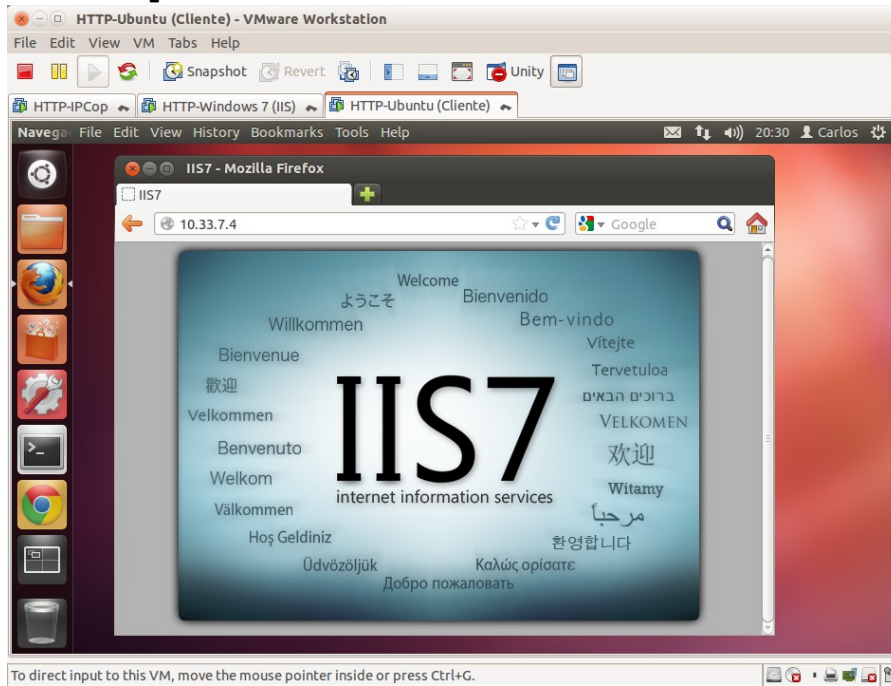 HTTP-Ubuntu (Cliente) - VMware Workstation
File Edit View VM Tabs Help
Snapshot Revert Unity
HTTP-IPCop HTTP-Windows 7 (IIS) HTTP-Ubuntu (Cliente)
Navega File Edit View History Bookmarks Tools Help 20:30 Carlos
IIS7 - Mozilla Firefox
IIS7
10.33.7.4 Google
Welcome
ようこそ
Bienvenido
Willkommen
Bem-vindo
Bienvenue
Vítejte
歡迎
Tervetuloa
ברוכים הבאים
Velkommen
VELKOMEN
Benvenuto
欢迎
IIS7
Welkom
Witamy
internet information services
Välkommen
مرحباً
Hoş Geldiniz
환영합니다
Üdvözöljük
Καλώς ορίσατε
Добро пожаловать
To direct input to this VM, move the mouse pointer inside or press Ctrl+G.